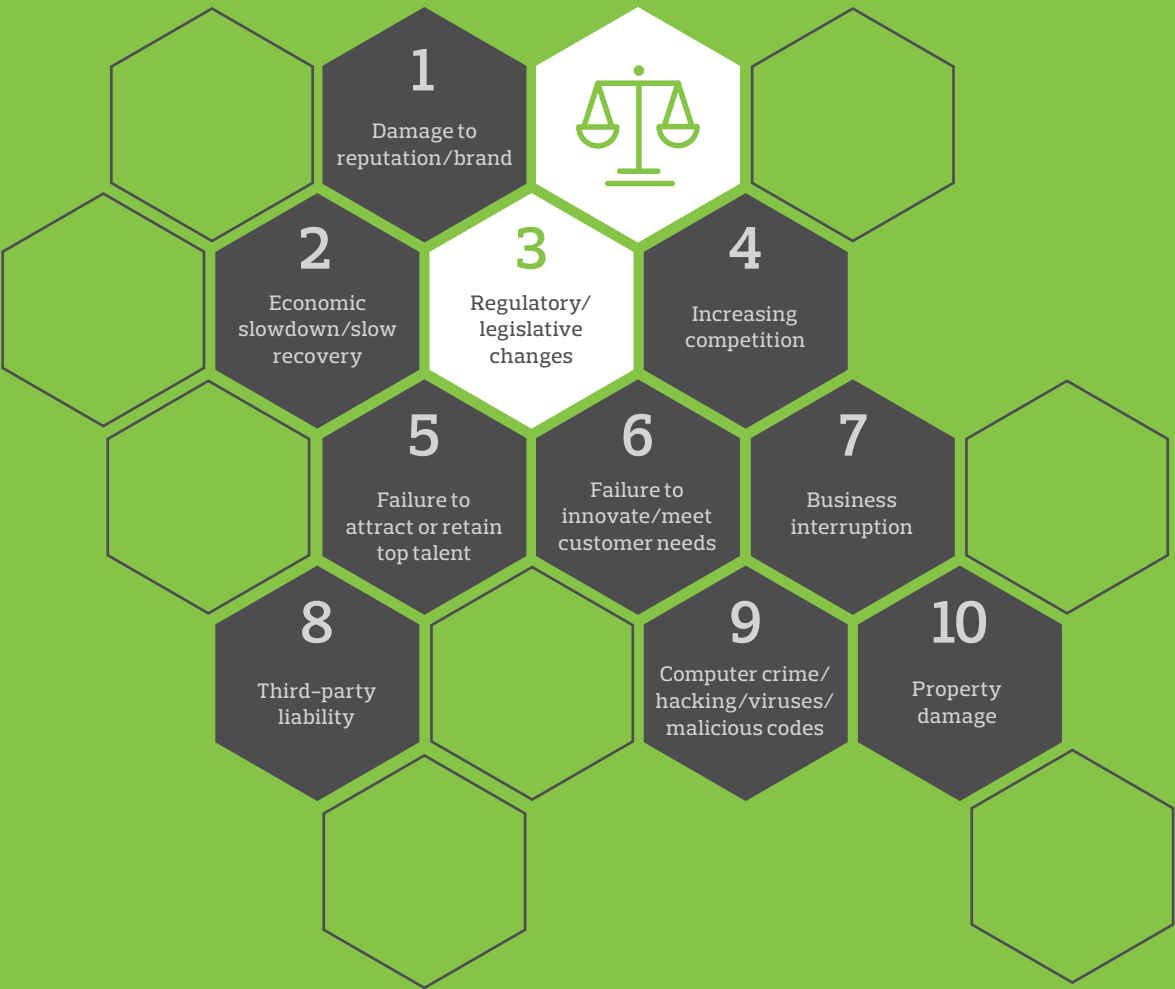 1
Damage to
reputation/brand
2
Economic
slowdown/slow
recovery
3
Regulatory/
legislative
changes
4
Increasing
competition
5
Failure to
attract or retain
top talent
6
Failure to
innovate/meet
customer needs
7
Business
interruption
8
Third-party
liability
9
Computer crime/
hacking/viruses/
malicious codes
10
Property
damage